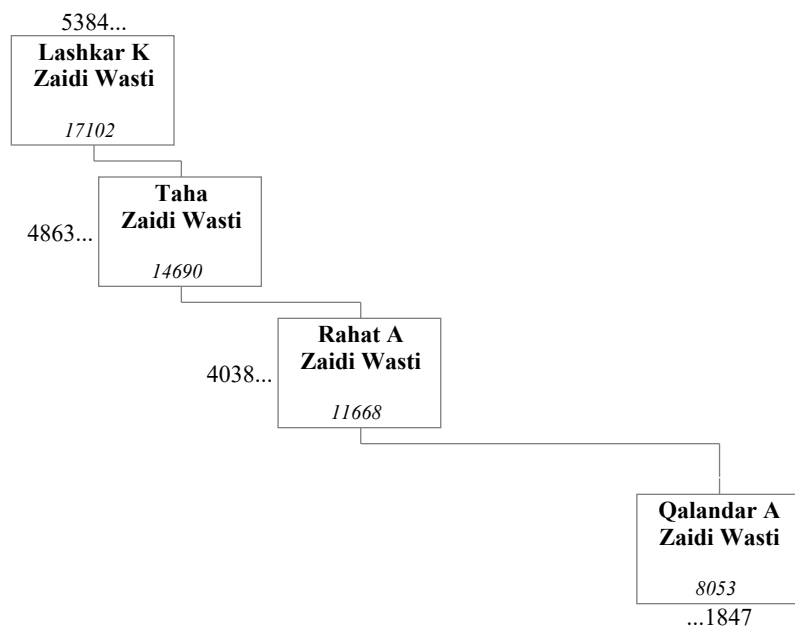 5384...
Lashkar K
Zaidi Wasti
17102
Taha
Zaidi Wasti
4863...
14690
Rahat A
Zaidi Wasti
4038...
11668
Qalandar A
Zaidi Wasti
8053
...1847